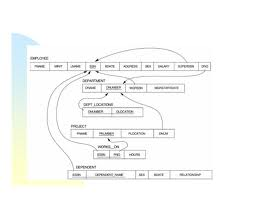 EMPLOYEE
FNAME MINIT LNAME SSN BDATE ADDRESS SEX SALARY SUPERSSN DNO
DEPARTMENT
DNAME DNUMBER MGRSSN MGRSTARTDATE
DEPT_LOCATIONS
DNUMBER DLOCATION
PROJECT
PNAME PNUMBER PLOCATION DNUM
WORKS_ON
ESSN PNO HOURS
DEPENDENT
ESSN DEPENDENT_NAME SEX BDATE RELATIONSHIP